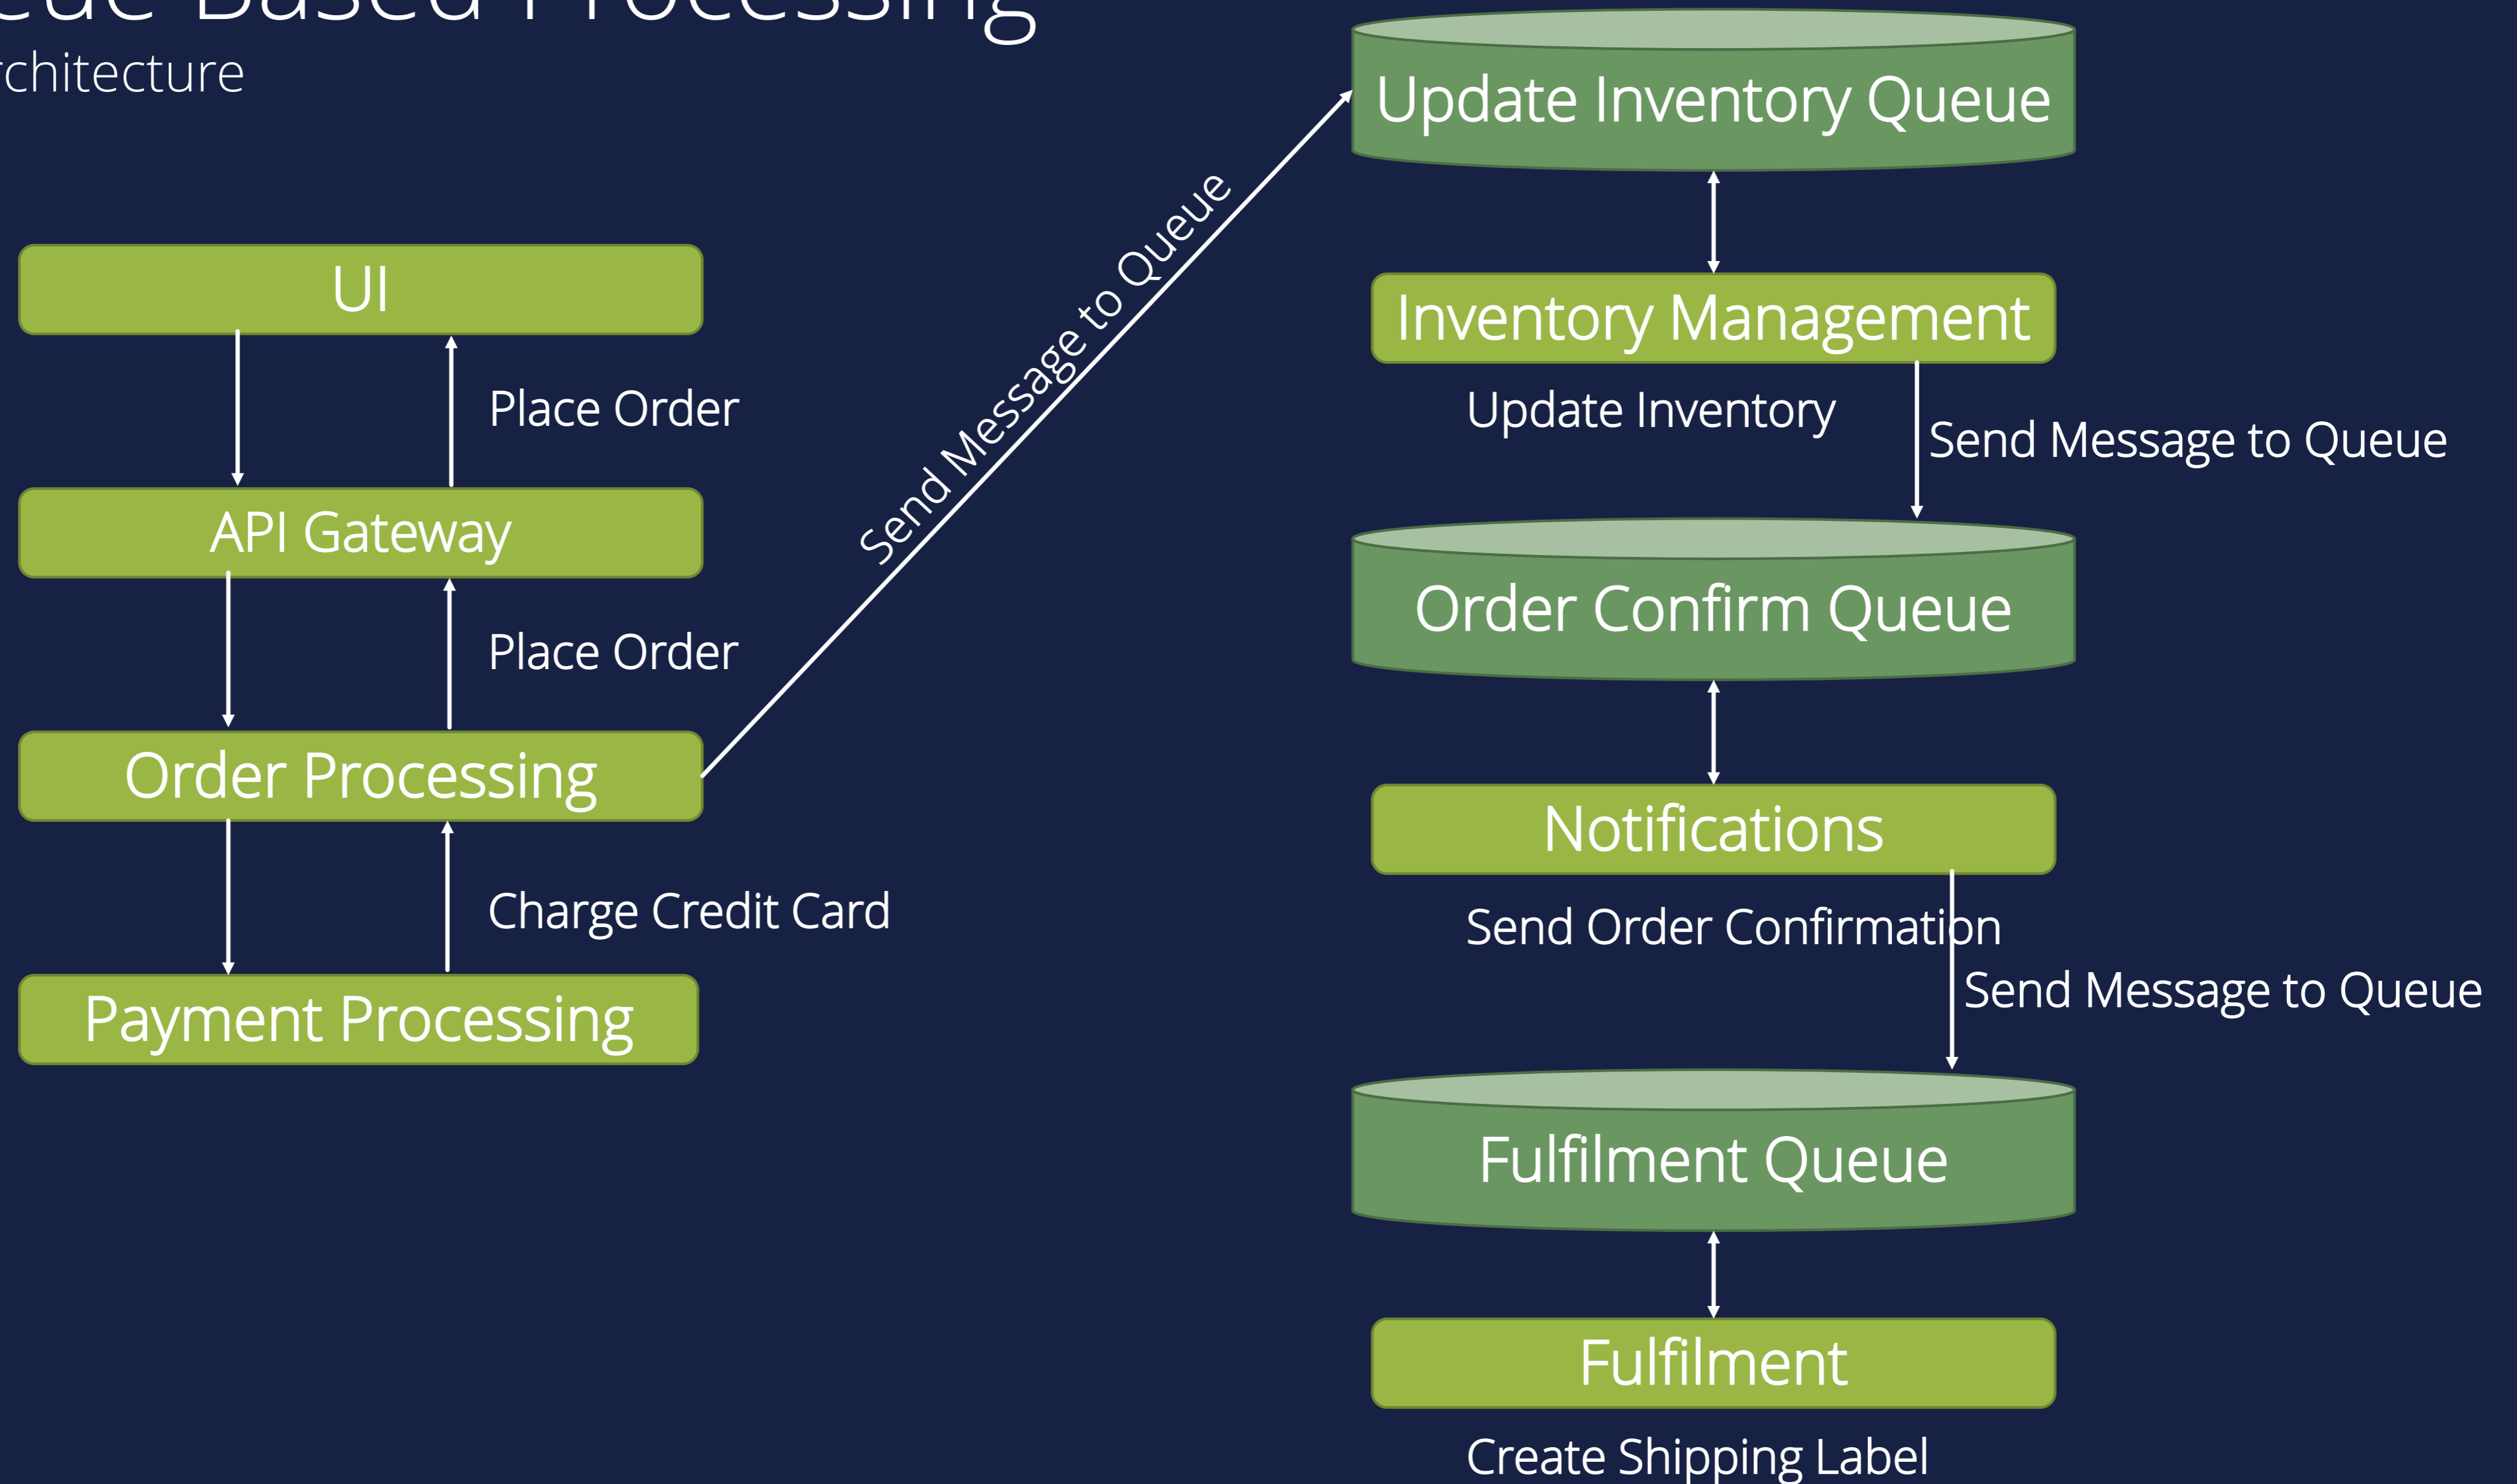 Based Processing
UI
Place Order
API Gateway
Place Order
Order Processing
Charge Credit Card
Payment Processing
Send Message to Queue
Update Inventory Queue
Inventory Management
Update Inventory
Send Message to Queue
Order Confirm Queue
Notifications
Send Order Confirmation
Send Message to Queue
Fulfilment Queue
Fulfilment
Create Shipping Label